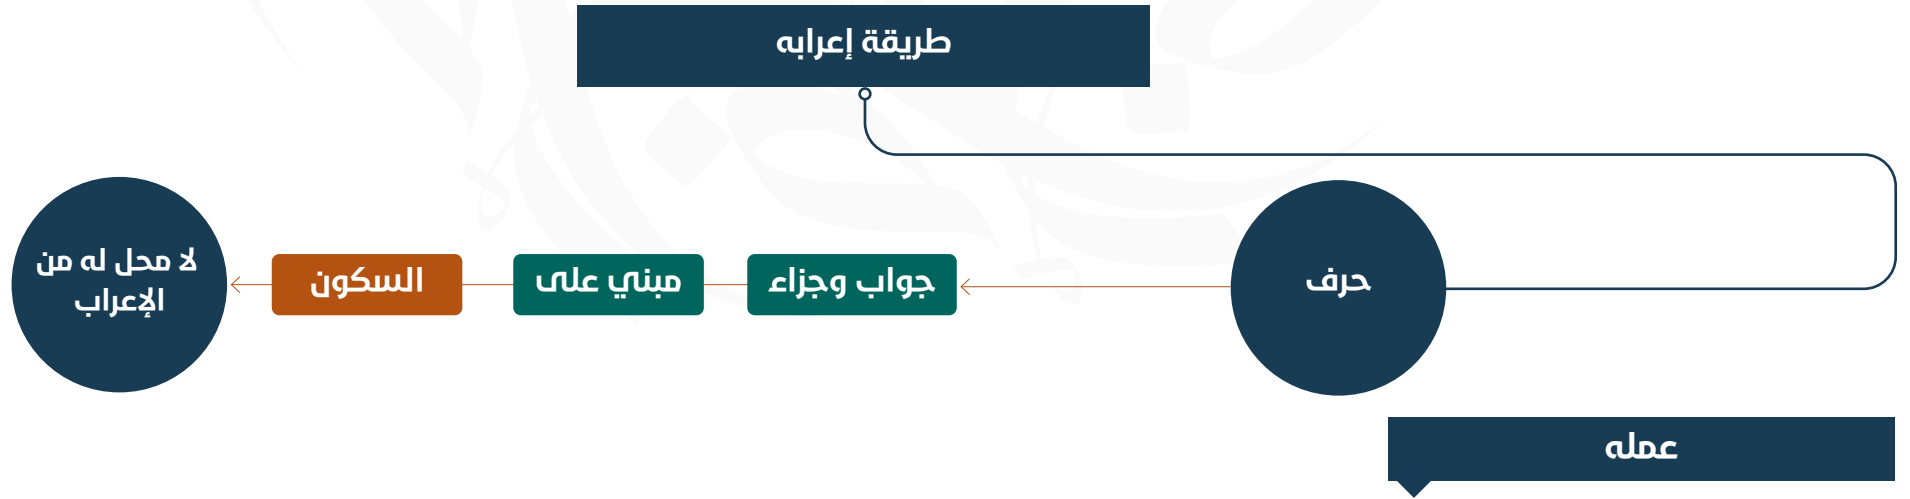 طريقة إعرابه
حرف
جواب وجزاء
مبني على
السكون
لا محل له من
الإعراب
عمله